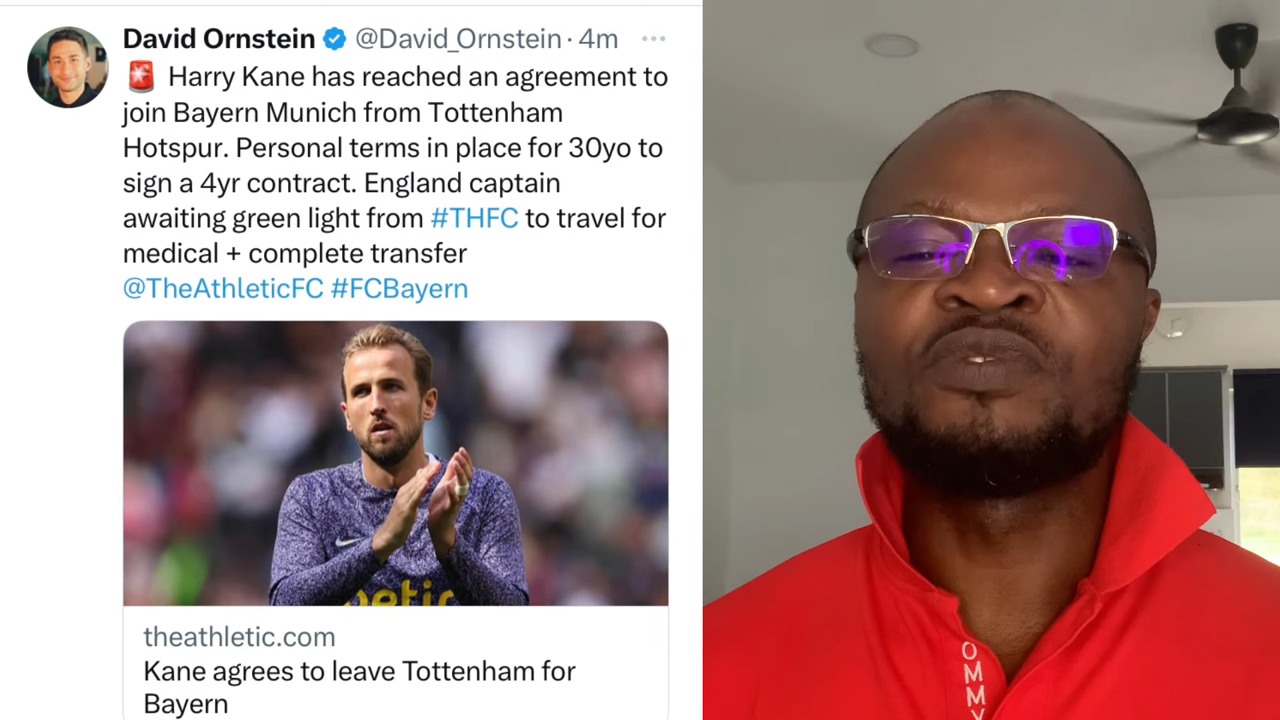 David Ornstein @David_Ornstein · 4m
🚨 Harry Kane has reached an agreement to
join Bayern Munich from Tottenham
Hotspur. Personal terms in place for 30yo to
sign a 4yr contract. England captain
awaiting green light from #THFC to travel for
medical + complete transfer
@TheAthleticFC #FCBayern
theathletic.com
Kane agrees to leave Tottenham for
Bayern
OMMY